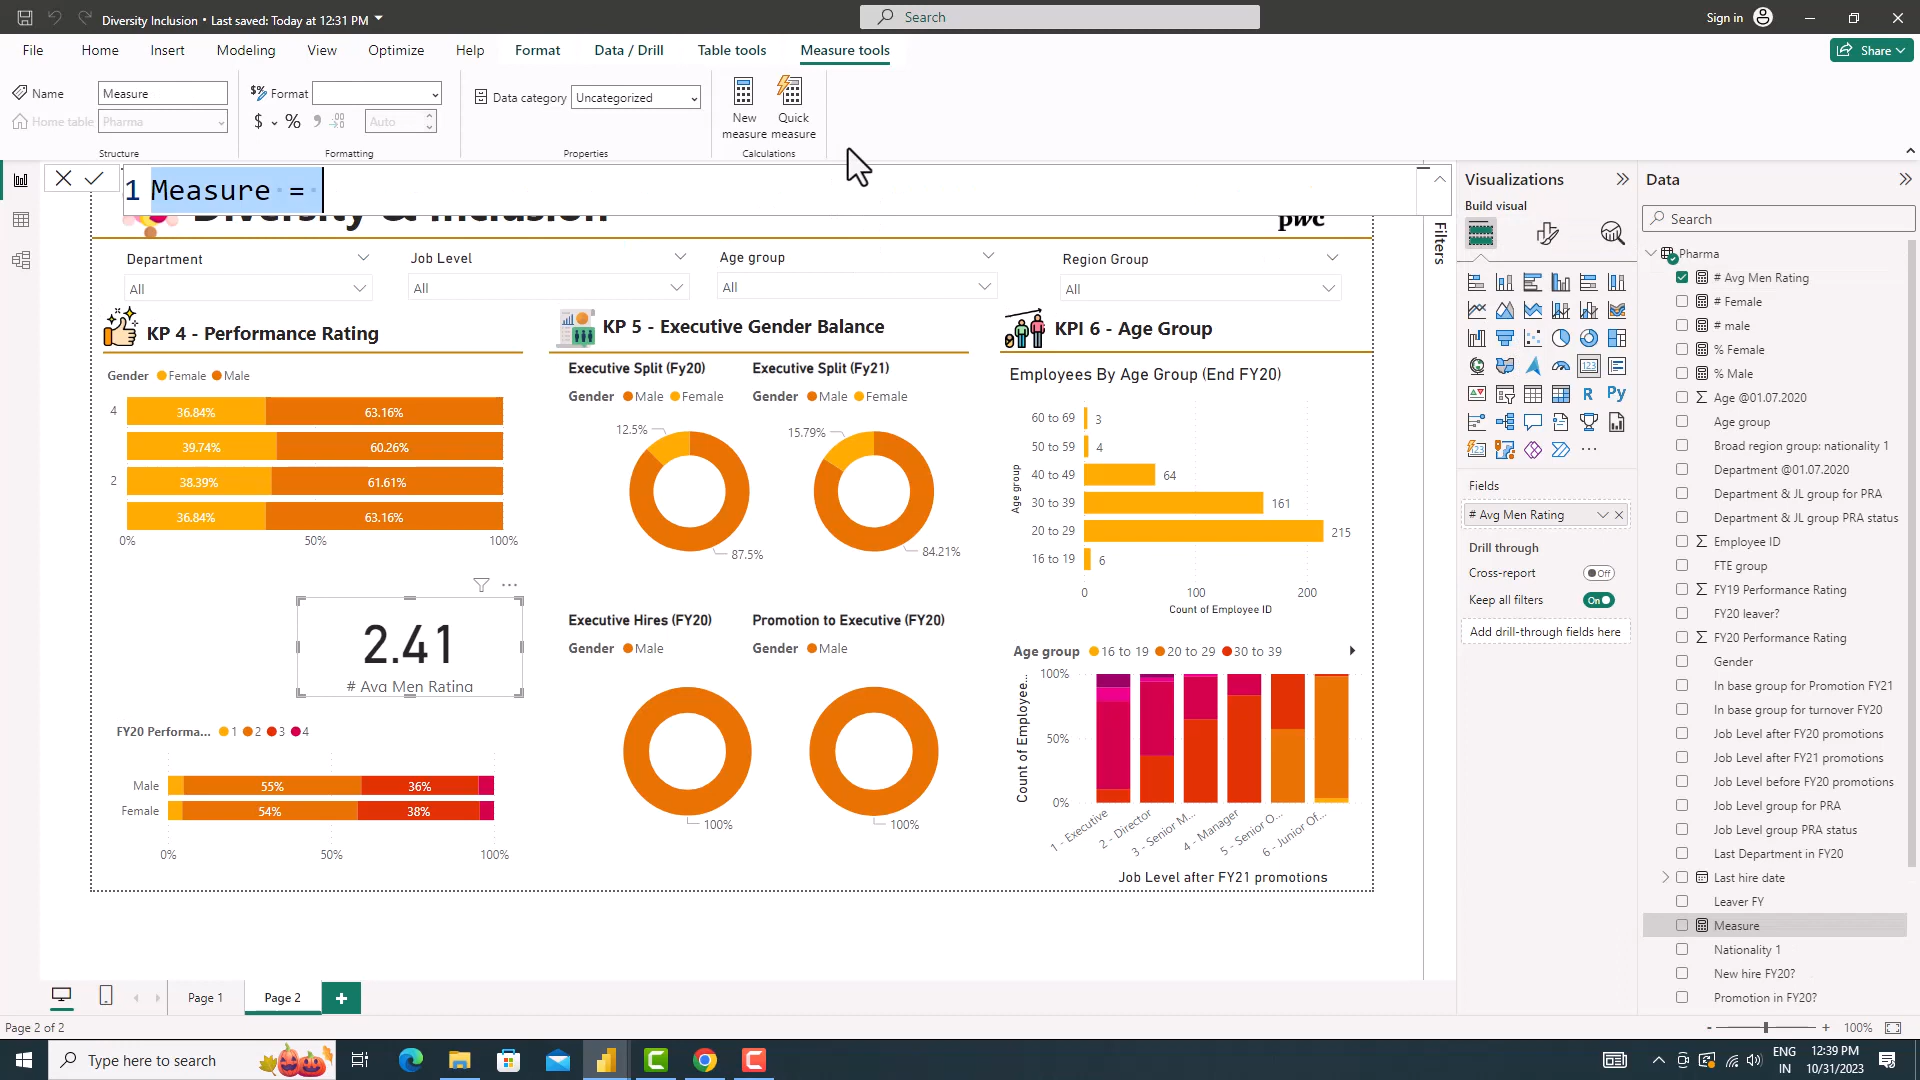 Diversity Inclusion • Last saved: Today at 12:31 PM
Search
Sign in
File
Home
Insert
Modeling
View
Optimize
Help
Format
Data / Drill
Table tools
Measure tools
Share
Name
Measure
Home table
Pharma
Structure
Format
$
%
Auto
Formatting
Data category
Uncategorized
Properties
New measure
Quick measure
Calculations
1 Measure =
Diversity & Inclusion
pwc
Department
All
Job Level
All
Age group
All
Region Group
All
KP 4 - Performance Rating
Gender Female Male
4
36.84%
63.16%
39.74%
60.26%
2
38.39%
61.61%
36.84%
63.16%
0%
50%
100%
2.41
# Avg Men Rating
FY20 Performa... 1 2 3 4
Male
55%
36%
Female
54%
38%
0%
50%
100%
KP 5 - Executive Gender Balance
Executive Split (Fy20)
Gender Male Female
12.5%
87.5%
Executive Split (Fy21)
Gender Male Female
15.79%
84.21%
Executive Hires (FY20)
Gender Male
100%
Promotion to Executive (FY20)
Gender Male
100%
KPI 6 - Age Group
Employees By Age Group (End FY20)
Age group
60 to 69
3
50 to 59
4
40 to 49
64
30 to 39
161
20 to 29
215
16 to 19
6
0
100
200
Count of Employee ID
Age group 16 to 19 20 to 29 30 to 39
Count of Employee...
100%
50%
0%
1 - Executive
2 - Director
3 - Senior M...
4 - Manager
5 - Senior O...
6 - Junior Of...
Job Level after FY21 promotions
Filters
Visualizations
Build visual
R
Py
123
Fields
# Avg Men Rating
Drill through
Cross-report
Off
Keep all filters
On
Add drill-through fields here
Data
Search
Pharma
# Avg Men Rating
# Female
# male
% Female
% Male
Age @01.07.2020
Age group
Broad region group: nationality 1
Department @01.07.2020
Department & JL group for PRA
Department & JL group PRA status
Employee ID
FTE group
FY19 Performance Rating
FY20 leaver?
FY20 Performance Rating
Gender
In base group for Promotion FY21
In base group for turnover FY20
Job Level after FY20 promotions
Job Level after FY21 promotions
Job Level before FY20 promotions
Job Level group for PRA
Job Level group PRA status
Last Department in FY20
Last hire date
Leaver FY
Measure
Nationality 1
New hire FY20?
Promotion in FY20?
Page 1
Page 2
+
Page 2 of 2
- + 100%
Type here to search
ENG
IN
12:39 PM
10/31/2023